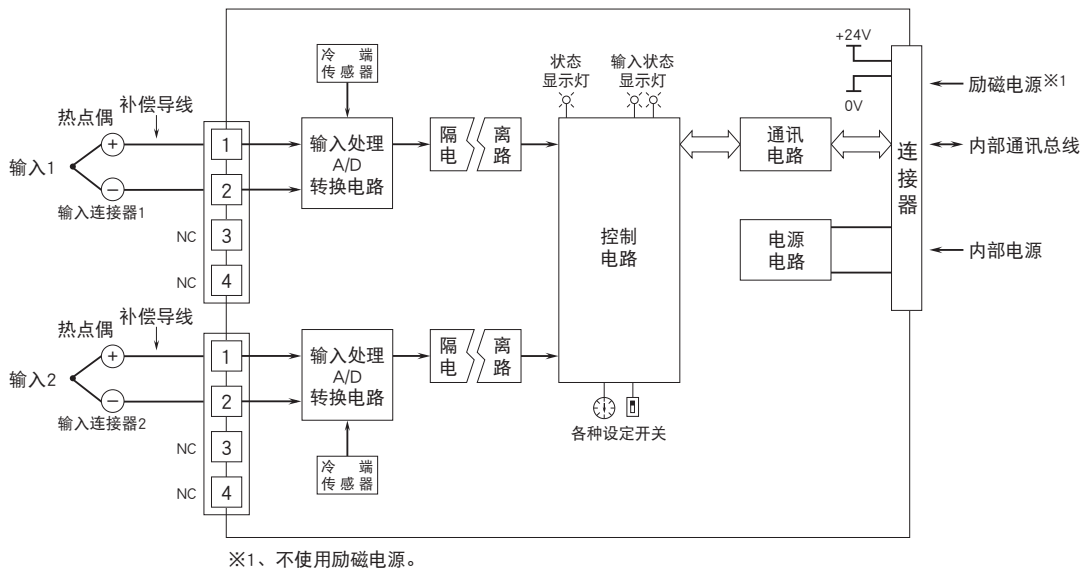 +24V
0V
励磁电源※1
内部通讯总线
内部电源
连接器
通讯
电路
电源
电路
状态
显示灯
输入状态
显示灯
控制
电路
各种设定开关
冷 端
传感器
输入处理
A/D
转换电路
隔 离
电 路
热点偶
补偿导线
输入1
+
−
输入连接器1
1
2
NC 3
NC 4
热点偶
补偿导线
输入2
+
−
输入连接器2
1
2
NC 3
NC 4
输入处理
A/D
转换电路
隔 离
电 路
冷 端
传感器
※1、不使用励磁电源。